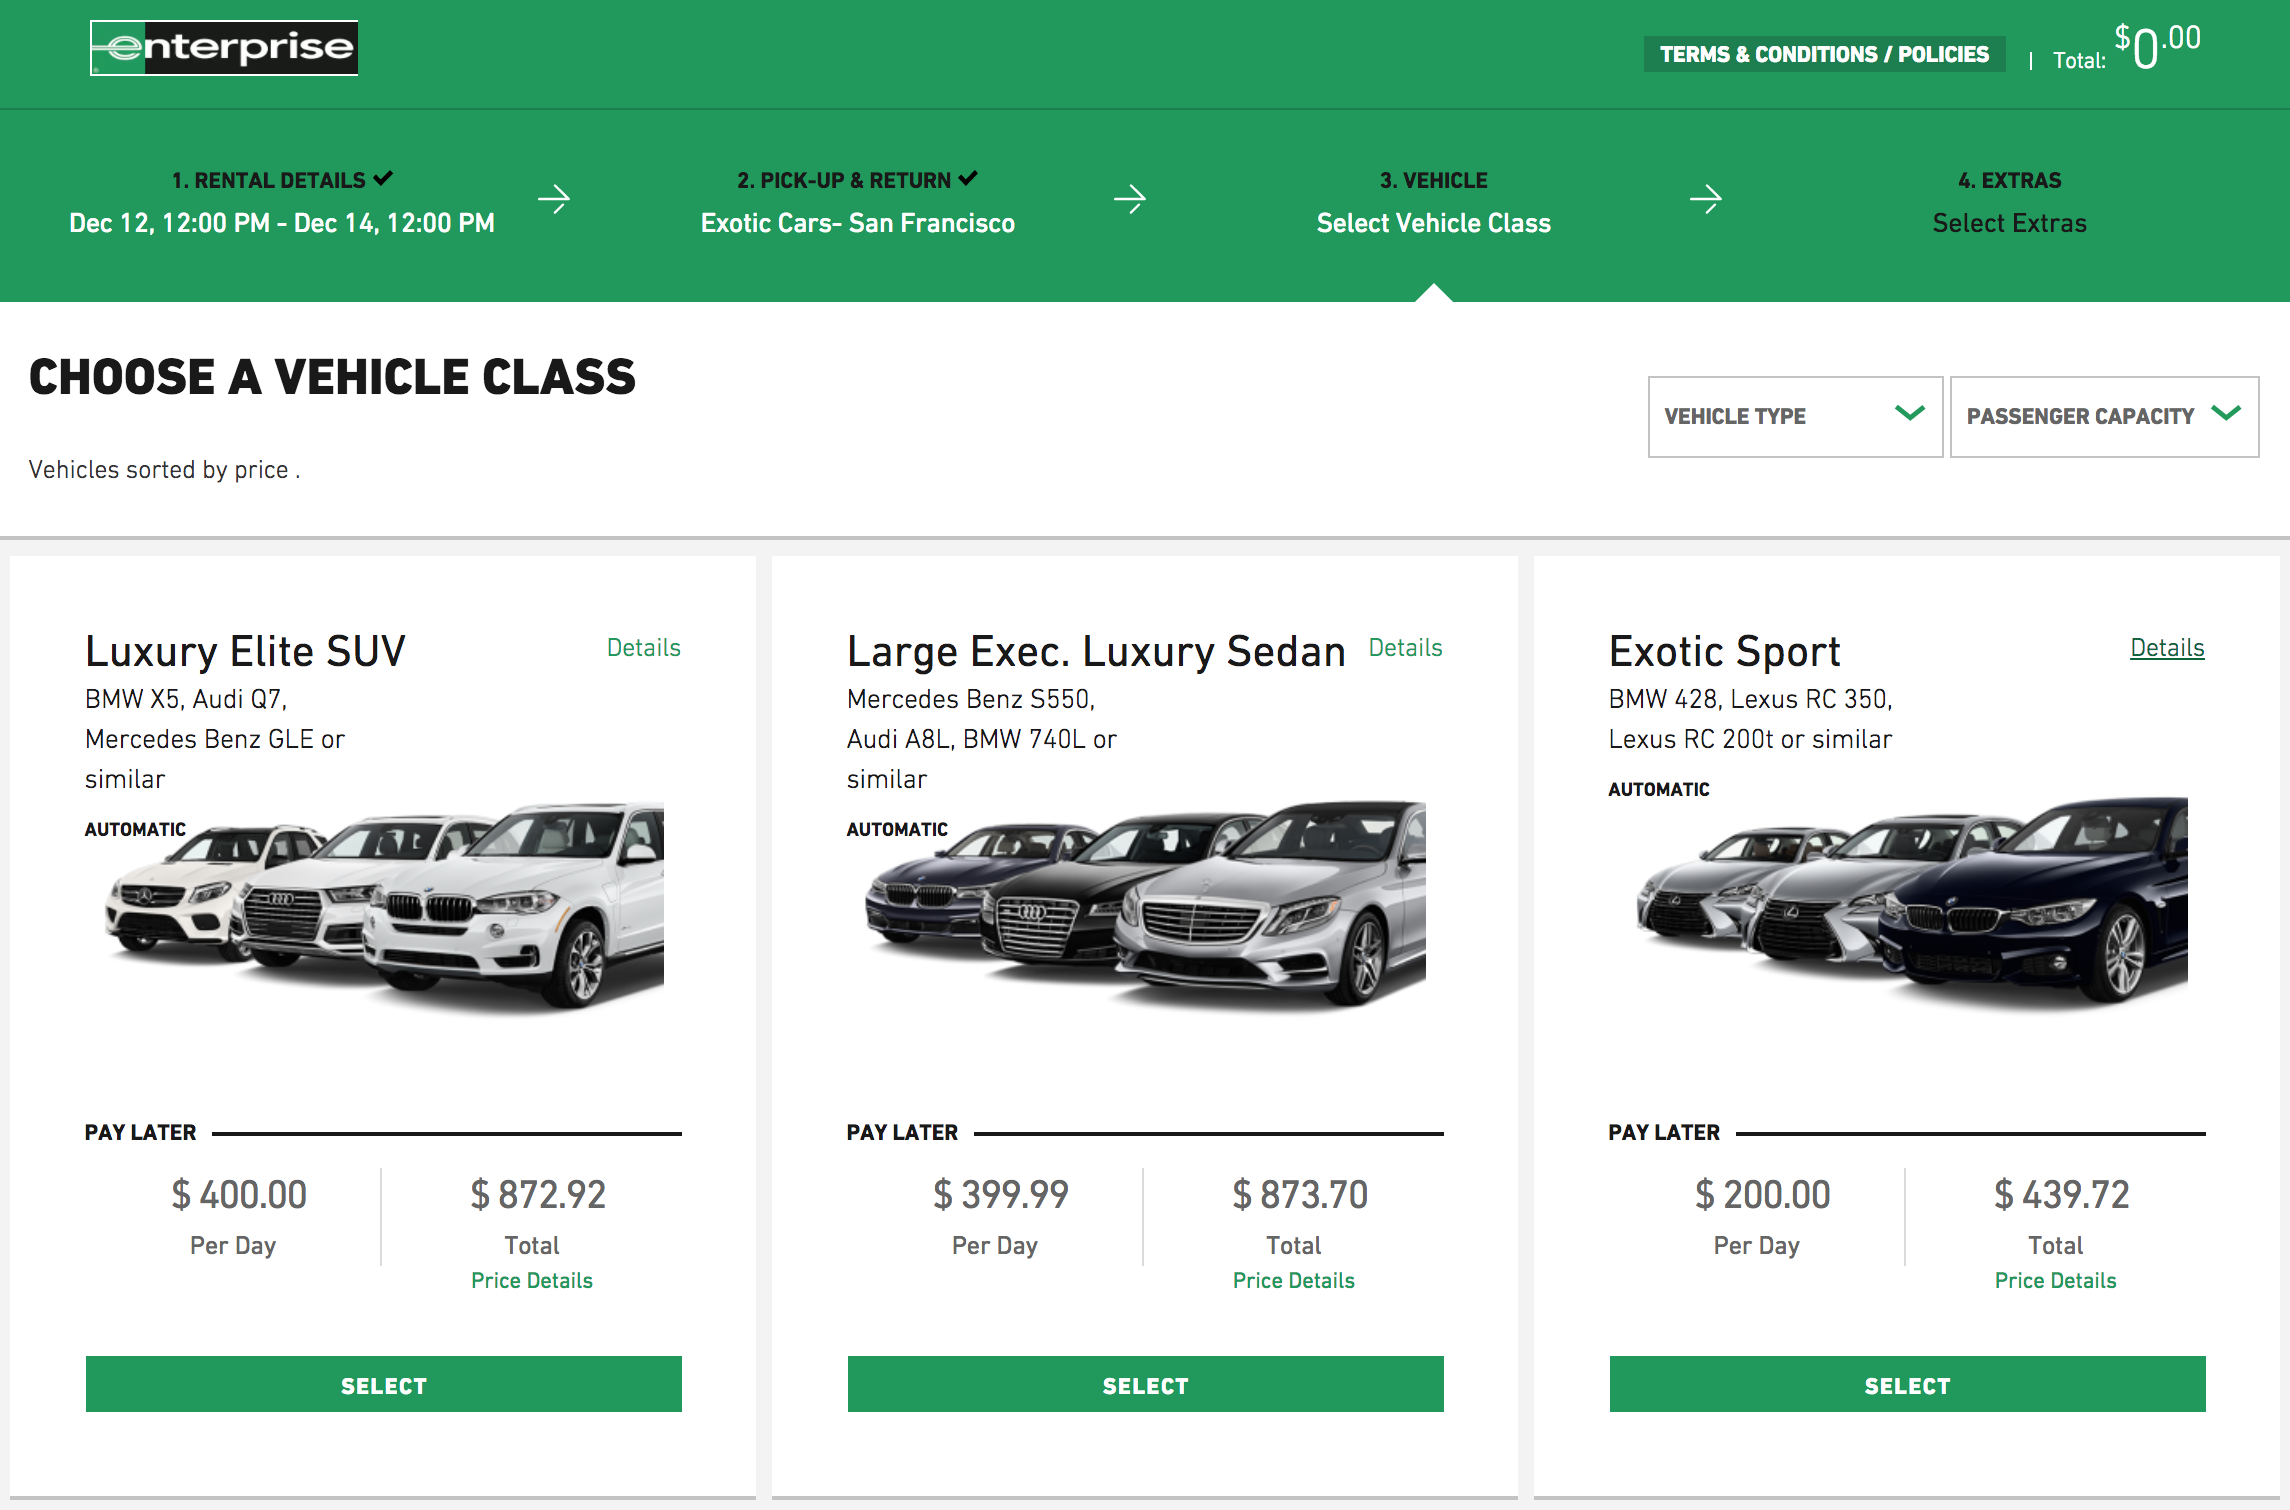 enterprise
TERMS & CONDITIONS / POLICIES | Total: $0.00
1. RENTAL DETAILS
Dec 12, 12:00 PM - Dec 14, 12:00 PM
2. PICK-UP & RETURN
Exotic Cars- San Francisco
3. VEHICLE
Select Vehicle Class
4. EXTRAS
Select Extras
CHOOSE A VEHICLE CLASS
VEHICLE TYPE
PASSENGER CAPACITY
Vehicles sorted by price .
Luxury Elite SUV
Details
BMW X5, Audi Q7,
Mercedes Benz GLE or
similar
AUTOMATIC
PAY LATER
$ 400.00
Per Day
$ 872.92
Total
Price Details
SELECT
Large Exec. Luxury Sedan
Details
Mercedes Benz S550,
Audi A8L, BMW 740L or
similar
AUTOMATIC
PAY LATER
$ 399.99
Per Day
$ 873.70
Total
Price Details
SELECT
Exotic Sport
Details
BMW 428, Lexus RC 350,
Lexus RC 200t or similar
AUTOMATIC
PAY LATER
$ 200.00
Per Day
$ 439.72
Total
Price Details
SELECT